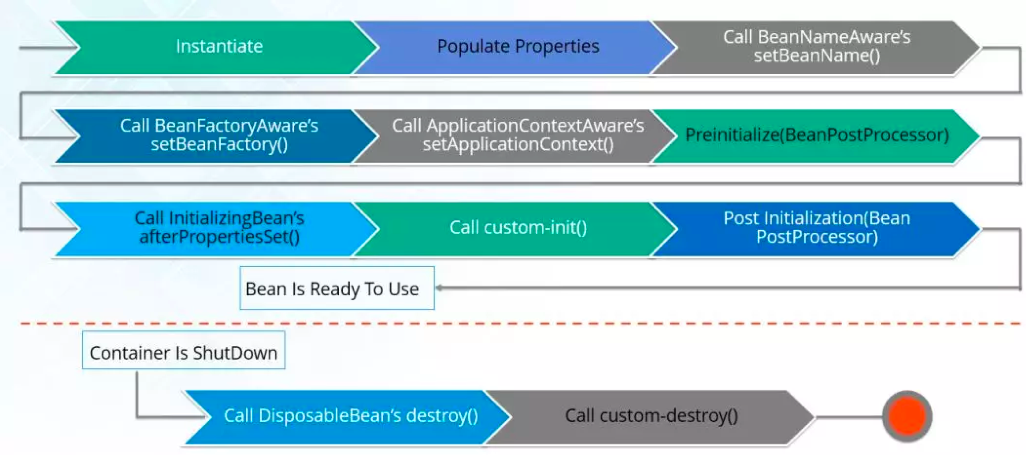 Instantiate
Populate Properties
Call BeanNameAware's
setBeanName()
Call BeanFactoryAware's
setBeanFactory()
Call ApplicationContextAware's
setApplicationContext()
Preinitialize(BeanPostProcessor)
Call InitializingBean's
afterPropertiesSet()
Call custom-init()
Post Initialization(Bean
PostProcessor)
Bean Is Ready To Use
Container Is ShutDown
Call DisposableBean's destroy()
Call custom-destroy()